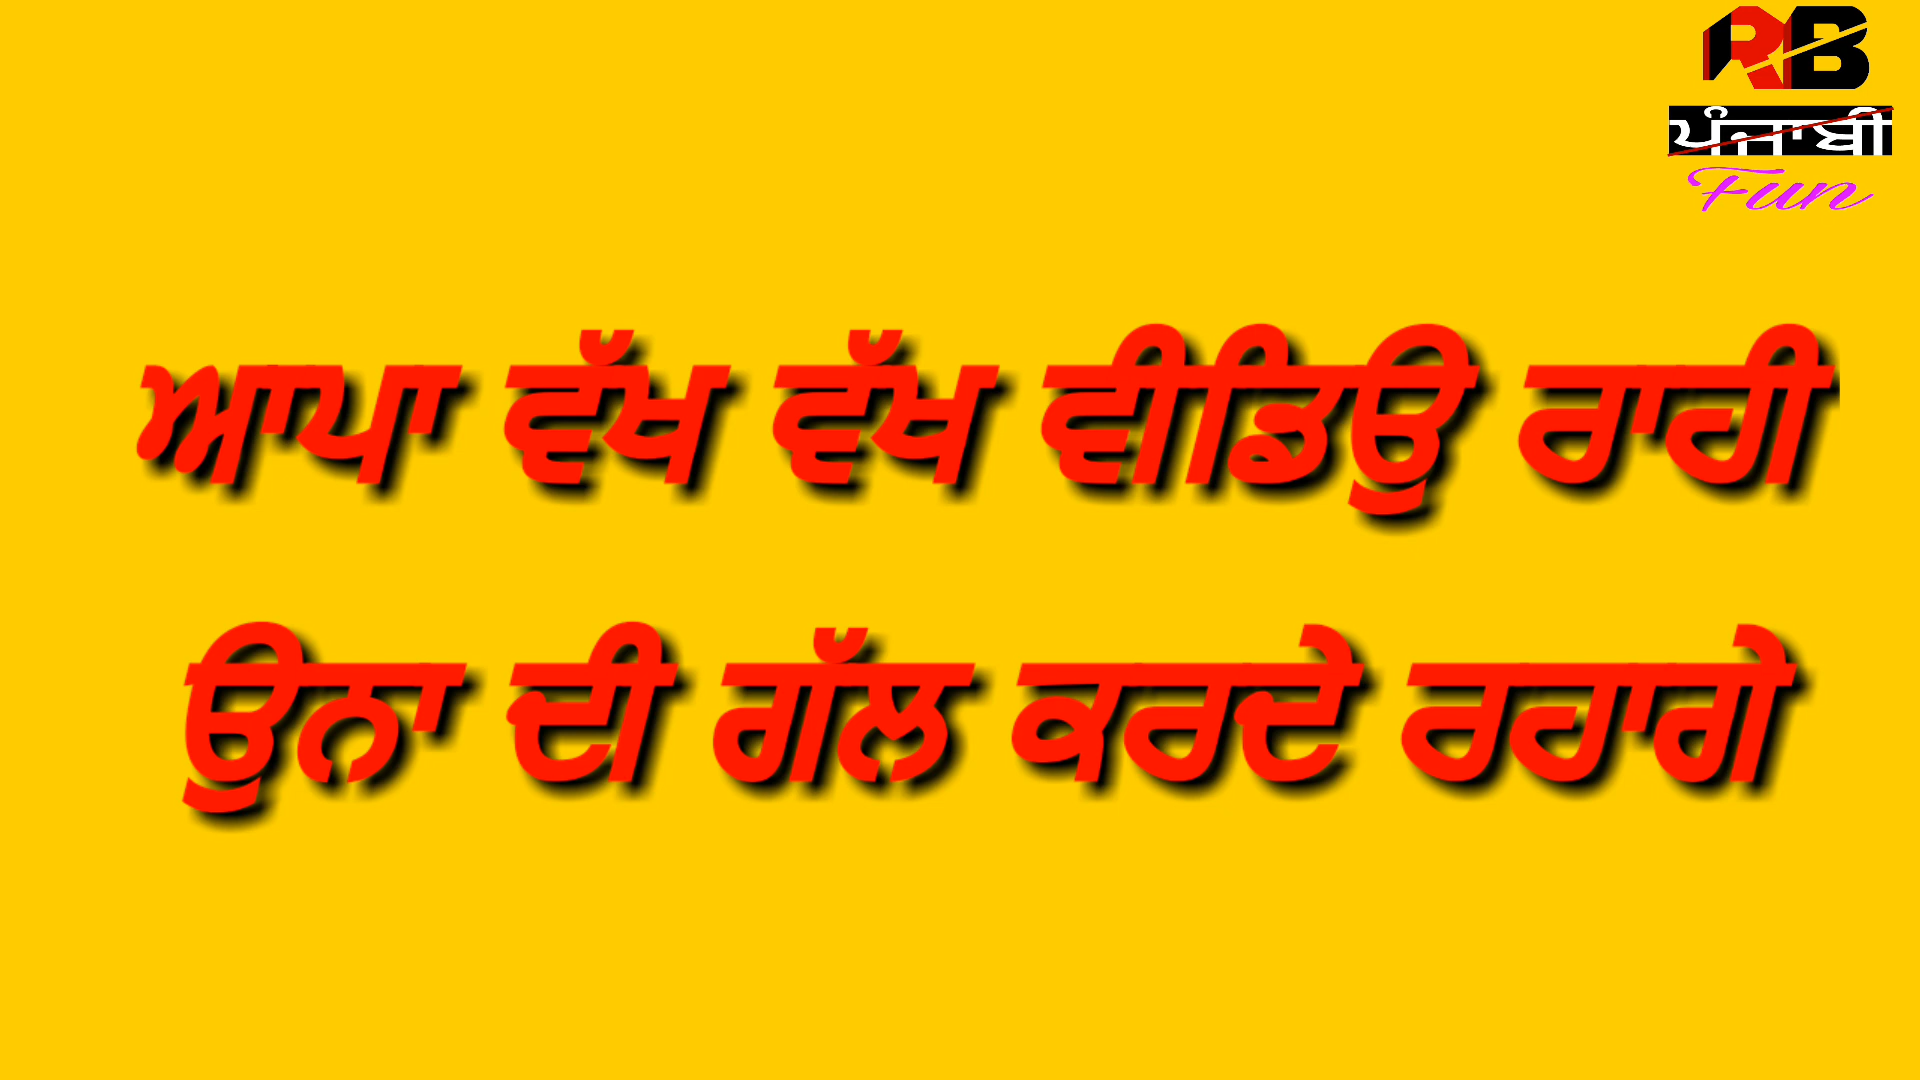 RB
ਪੰਜਾਬੀ
Fun
ਆਪਾ ਵੱਖ ਵੱਖ ਵੀਡਿਉ ਰਾਹੀ
ਉਨਾ ਦੀ ਗੱਲ ਕਰਦੇ ਰਹਾਗੇ